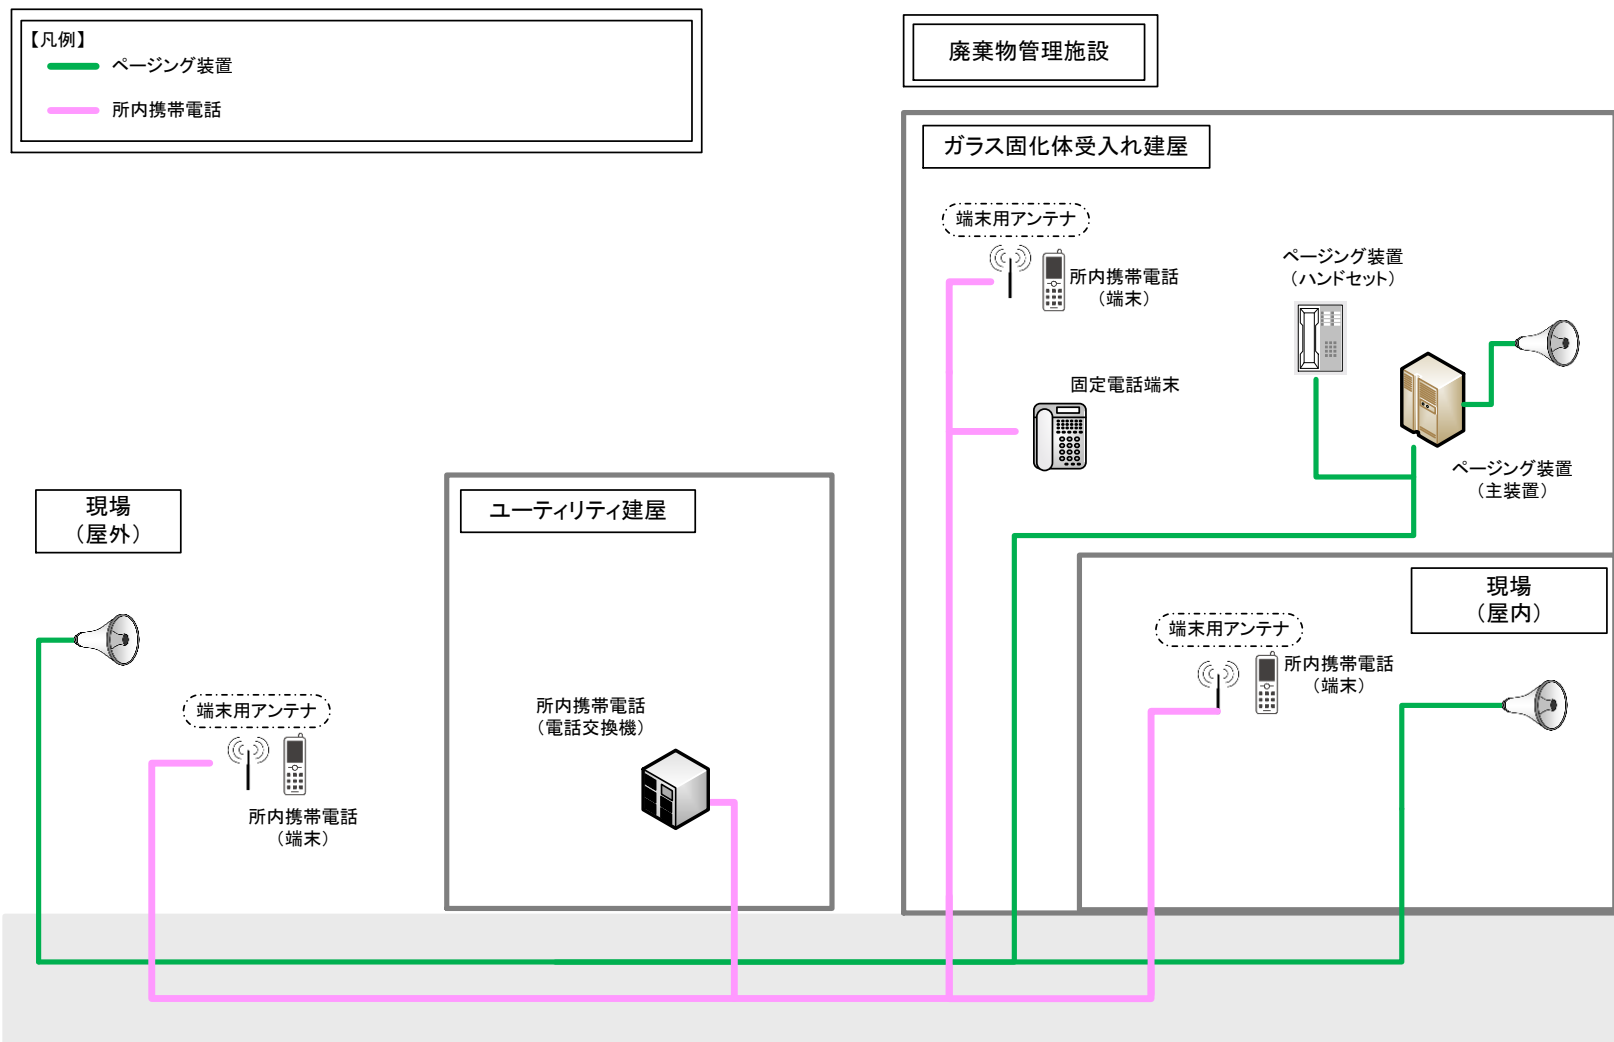 【凡例】
ページング装置
所内携帯電話
廃棄物管理施設
ガラス固化体受入れ建屋
端末用アンテナ
所内携帯電話
（端末）
ページング装置
（ハンドセット）
固定電話端末
ページング装置
（主装置）
現場
（屋外）
ユーティリティ建屋
現場
（屋内）
端末用アンテナ
所内携帯電話
（端末）
端末用アンテナ
所内携帯電話
（端末）
所内携帯電話
（電話交換機）